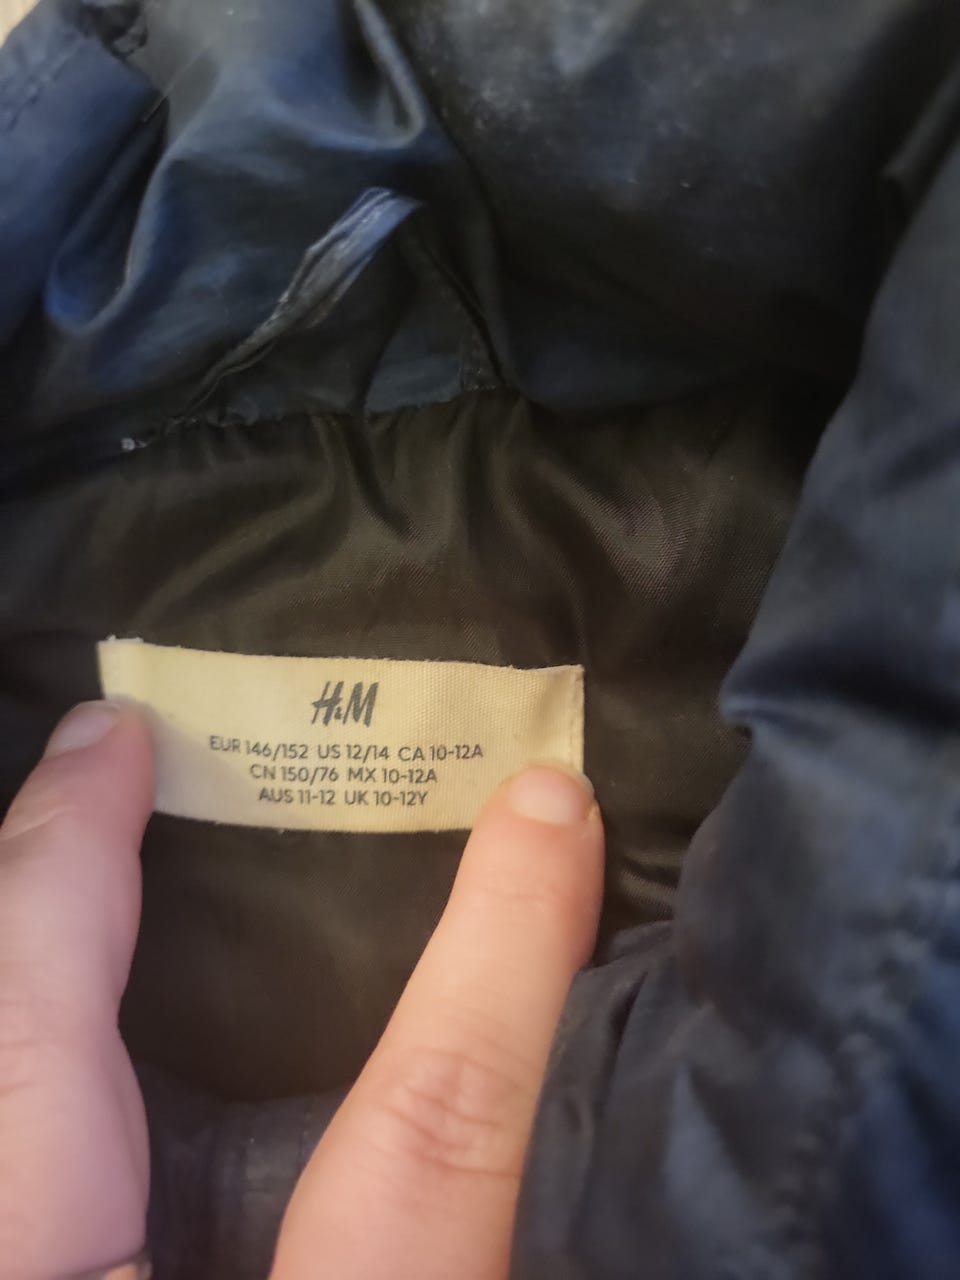 H&M
EUR 146/152 US 12/14 CA 10-12A
CN 150/76 MX 10-12A
AUS 11-12 UK 10-12Y